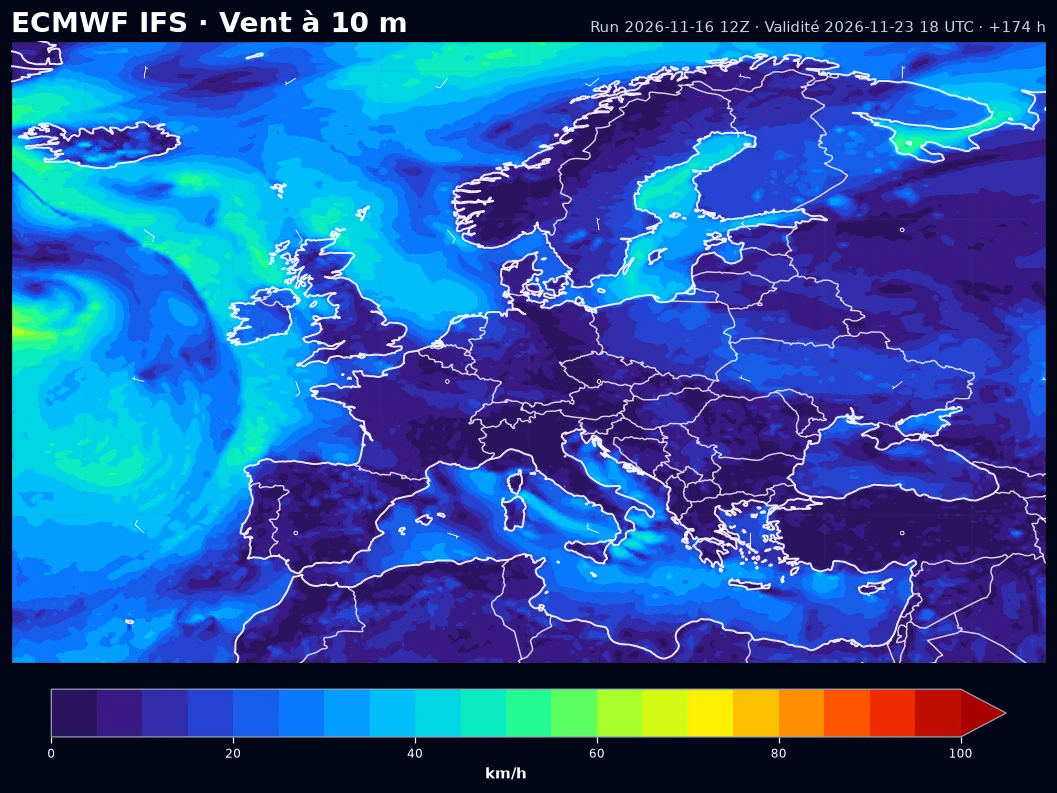 ECMWF IFS · Vent à 10 m
Run 2026-11-16 12Z · Validité 2026-11-23 18 UTC · +174 h
0 20 40 60 80 100
km/h